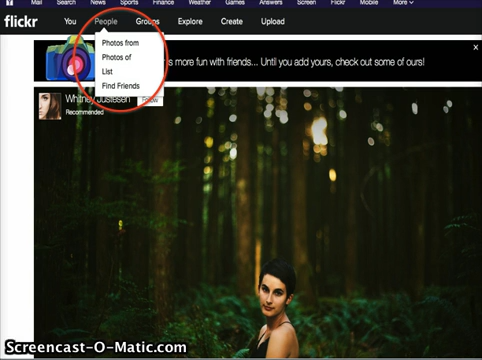 Mail Search News Sports Finance Weather Games Answers Screen Flickr Mobile More
flickr You People Groups Explore Create Upload
Photos from
Photos of
List
Find Friends
s more fun with friends... Until you add yours, check out some of ours!
x
Whitney Justesen Follow
Recommended
Screencast-O-Matic.com